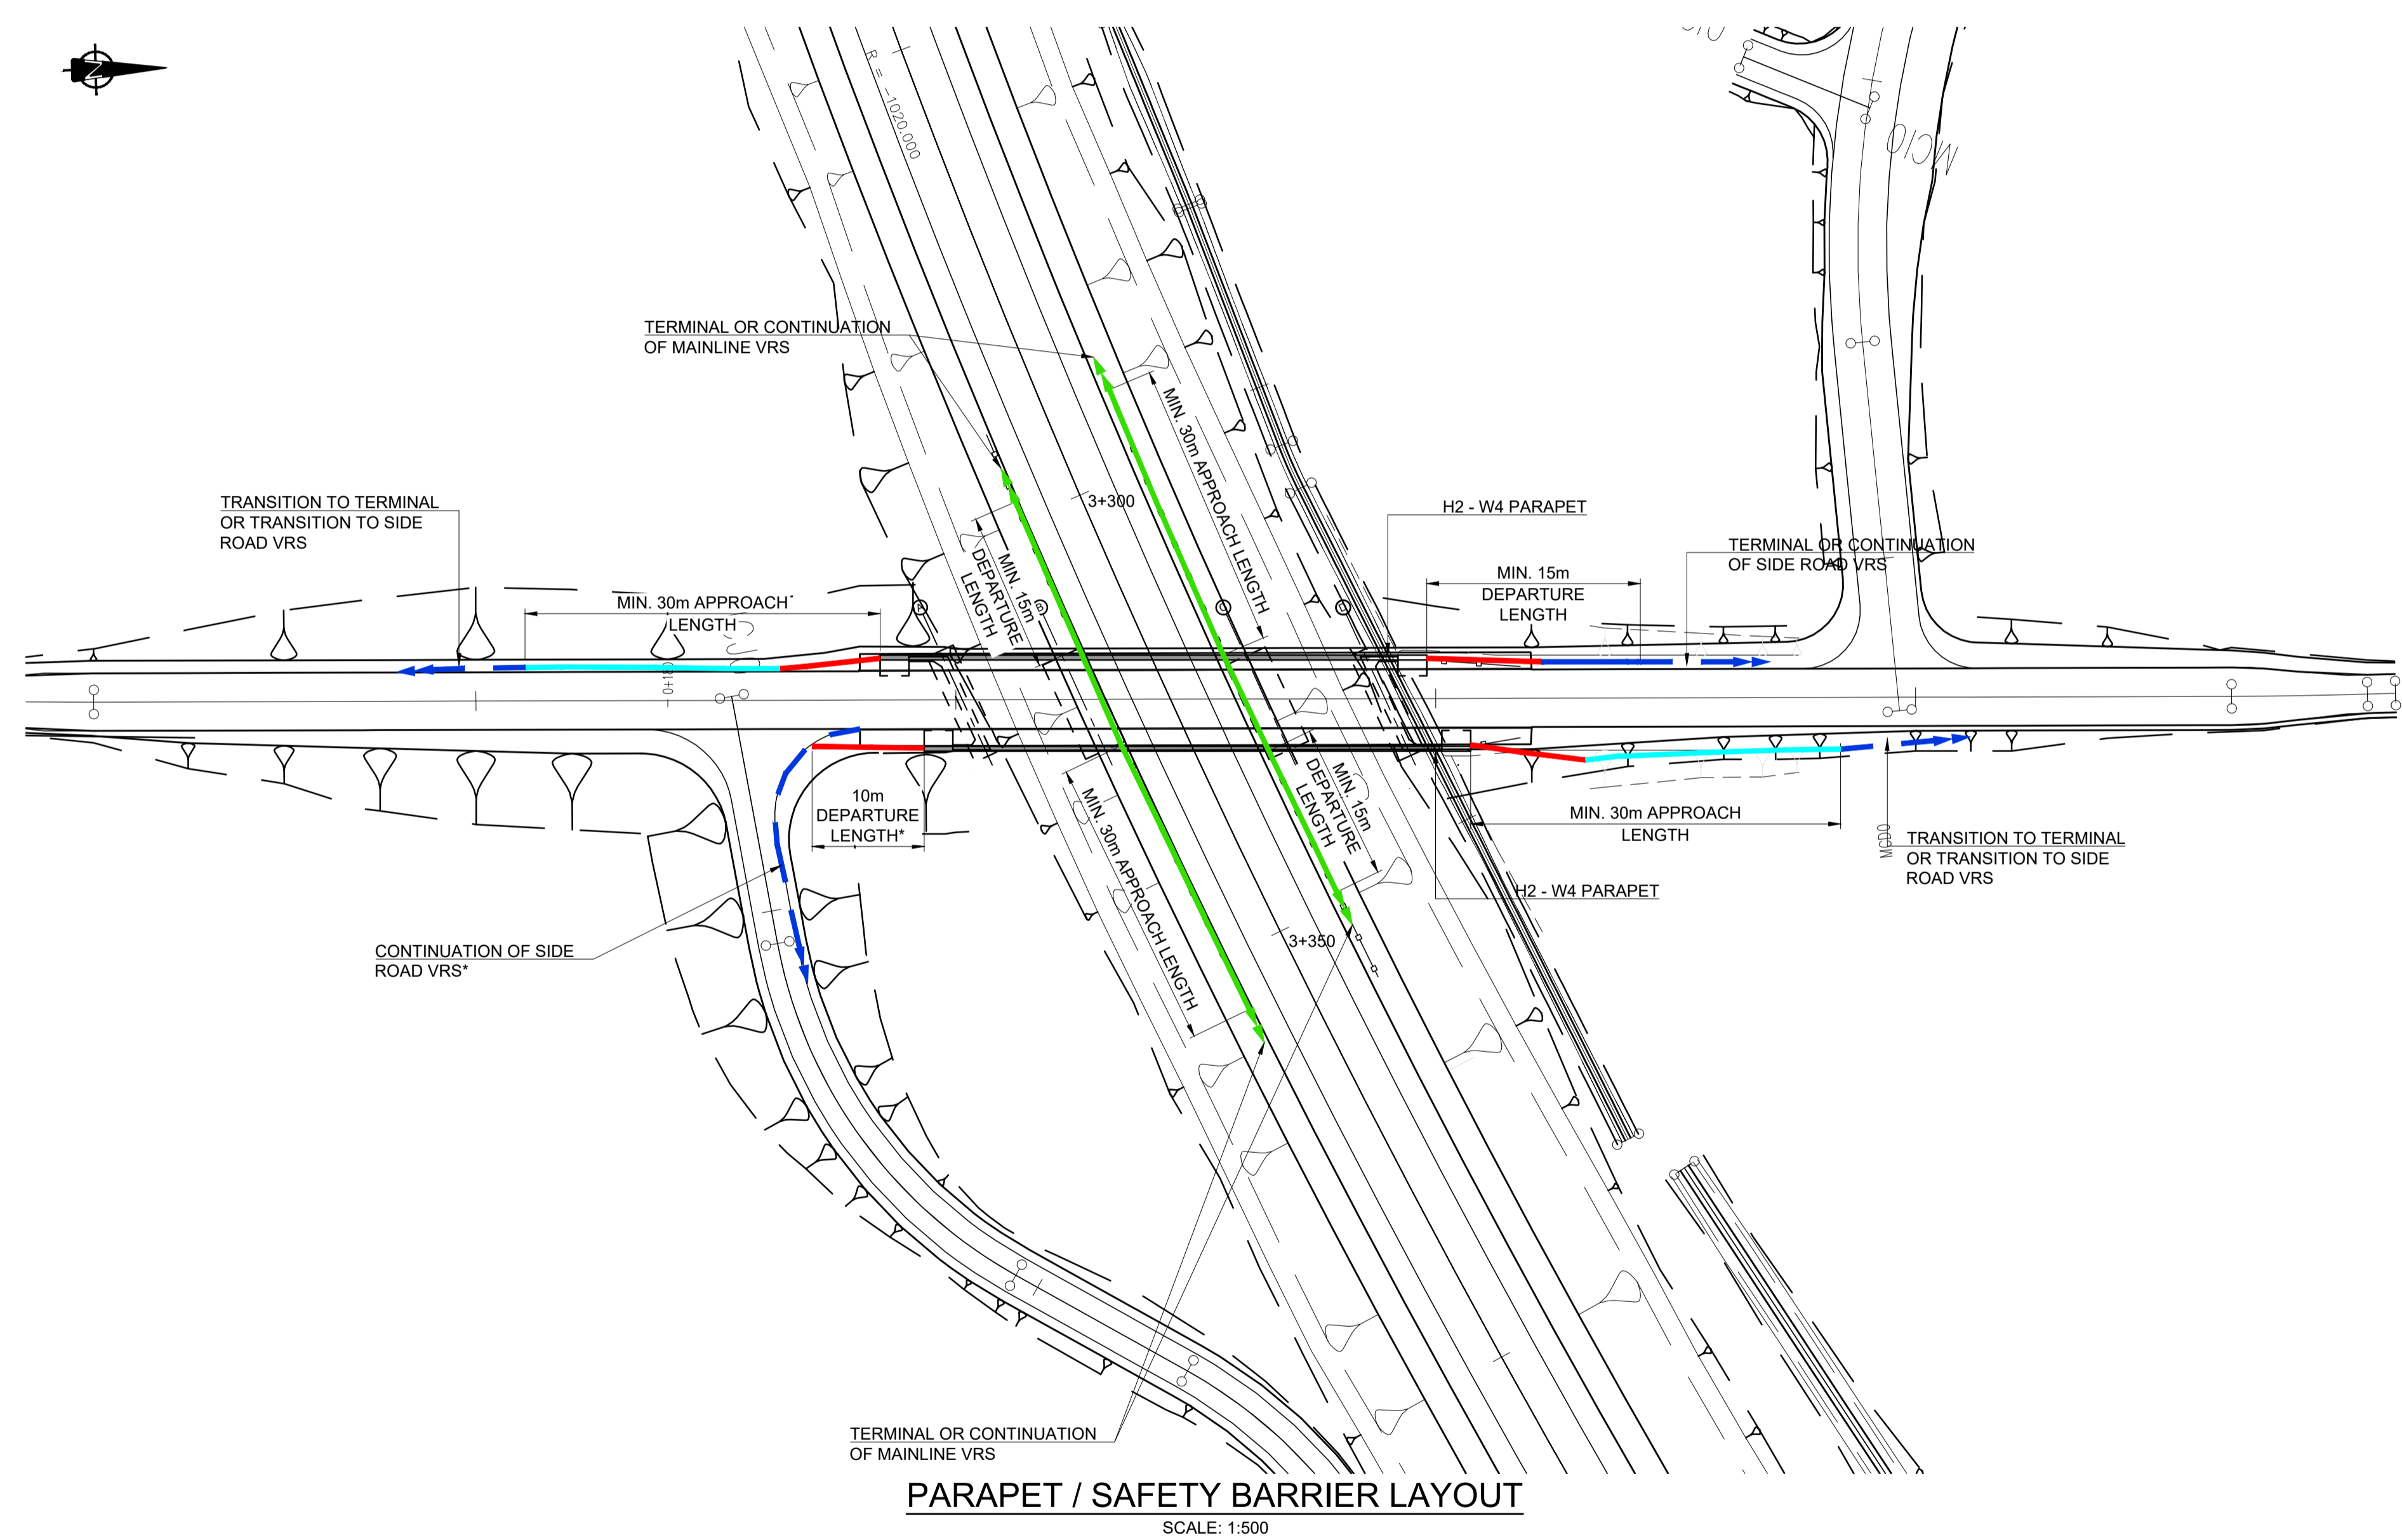 N
R = -1020.000
MC10
TERMINAL OR CONTINUATION
OF MAINLINE VRS
MIN. 30m APPROACH LENGTH
3+300
TRANSITION TO TERMINAL
OR TRANSITION TO SIDE
ROAD VRS
H2 - W4 PARAPET
TERMINAL OR CONTINUATION
OF SIDE ROAD VRS
MIN. 15m
DEPARTURE
LENGTH
MIN. 15m
DEPARTURE
LENGTH
MIN. 30m APPROACH
LENGTH
A
B
C
D
10m
DEPARTURE
LENGTH*
MIN. 30m APPROACH LENGTH
MIN. 15m
DEPARTURE
LENGTH
MIN. 30m APPROACH
LENGTH
MCD0
TRANSITION TO TERMINAL
OR TRANSITION TO SIDE
ROAD VRS
H2 - W4 PARAPET
CONTINUATION OF SIDE
ROAD VRS*
3+350
TERMINAL OR CONTINUATION
OF MAINLINE VRS
PARAPET / SAFETY BARRIER LAYOUT
SCALE: 1:500